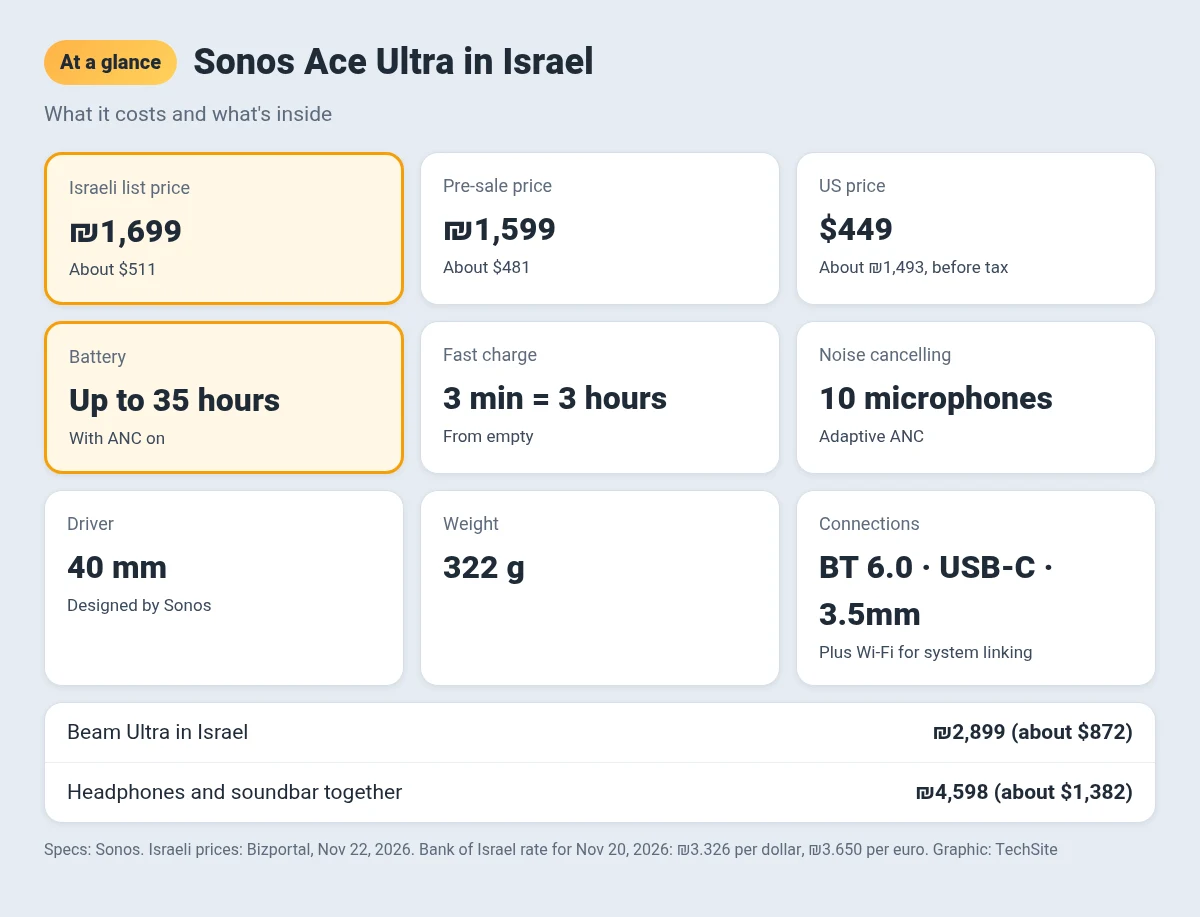 At a glance
Sonos Ace Ultra in Israel
What it costs and what's inside
Israeli list price
₪1,699
About $511
Pre-sale price
₪1,599
About $481
US price
$449
About ₪1,493, before tax
Battery
Up to 35 hours
With ANC on
Fast charge
3 min = 3 hours
From empty
Noise cancelling
10 microphones
Adaptive ANC
Driver
40 mm
Designed by Sonos
Weight
322 g
Connections
BT 6.0 · USB-C ·
3.5mm
Plus Wi-Fi for system linking
Beam Ultra in Israel
₪2,899 (about $872)
Headphones and soundbar together
₪4,598 (about $1,382)
Specs: Sonos. Israeli prices: Bizportal, Nov 22, 2026. Bank of Israel rate for Nov 20, 2026: ₪3.326 per dollar, ₪3.650 per euro. Graphic: TechSite